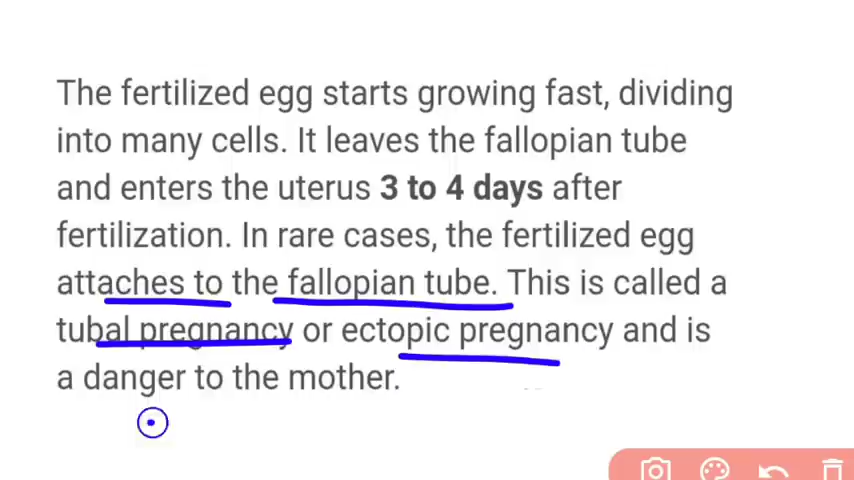 The fertilized egg starts growing fast, dividing
into many cells. It leaves the fallopian tube
and enters the uterus 3 to 4 days after
fertilization. In rare cases, the fertilized egg
attaches to the fallopian tube. This is called a
tubal pregnancy or ectopic pregnancy and is
a danger to the mother.